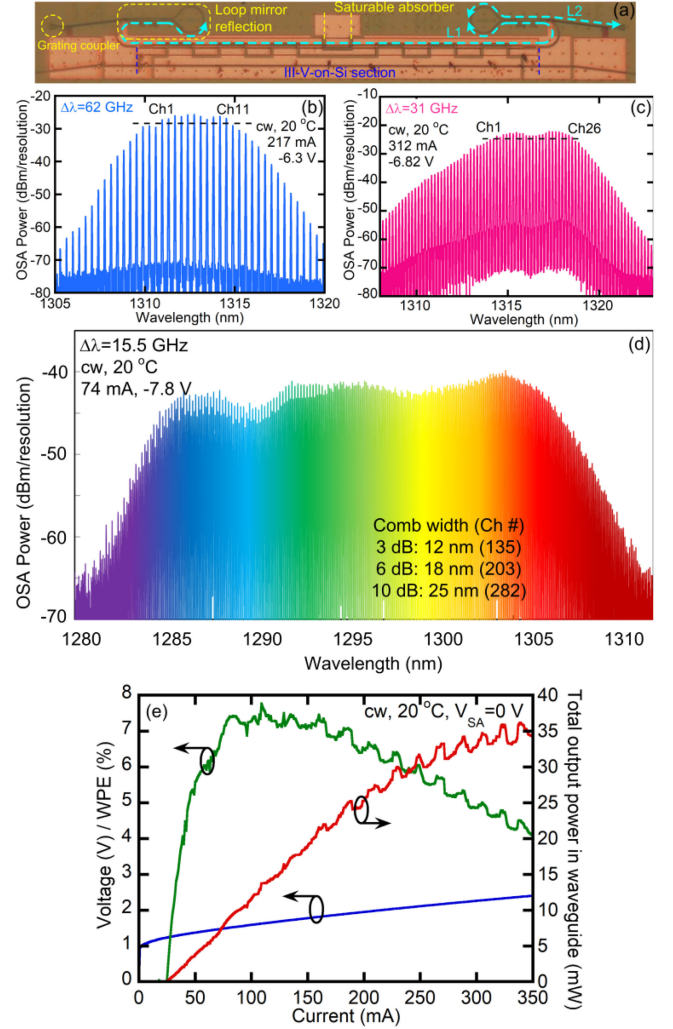 Loop mirror
reflection
Saturable absorber
(a)
L2
L1
Grating coupler
III-V-on-Si section
Δλ=62 GHz
(b)
Ch1
Ch11
cw, 20 °C
217 mA
-6.3 V
-20
-30
-40
-50
-60
-70
-80
OSA Power (dBm/resolution)
1305
1310
1315
1320
Wavelength (nm)
Δλ=31 GHz
(c)
Ch1
Ch26
cw, 20 °C
312 mA
-6.82 V
-10
-20
-30
-40
-50
-60
-70
-80
OSA Power (dBm/resolution)
1310
1315
1320
Wavelength (nm)
Δλ=15.5 GHz
cw, 20 °C
74 mA, -7.8 V
(d)
-40
-50
-60
-70
OSA Power (dBm/resolution)
Comb width (Ch #)
3 dB: 12 nm (135)
6 dB: 18 nm (203)
10 dB: 25 nm (282)
1280
1285
1290
1295
1300
1305
1310
Wavelength (nm)
(e)
cw, 20 °C, VSA=0 V
8
7
6
5
4
3
2
1
0
Voltage (V) / WPE (%)
40
35
30
25
20
15
10
5
0
Total output power in
waveguide (mW)
0
50
100
150
200
250
300
350
Current (mA)